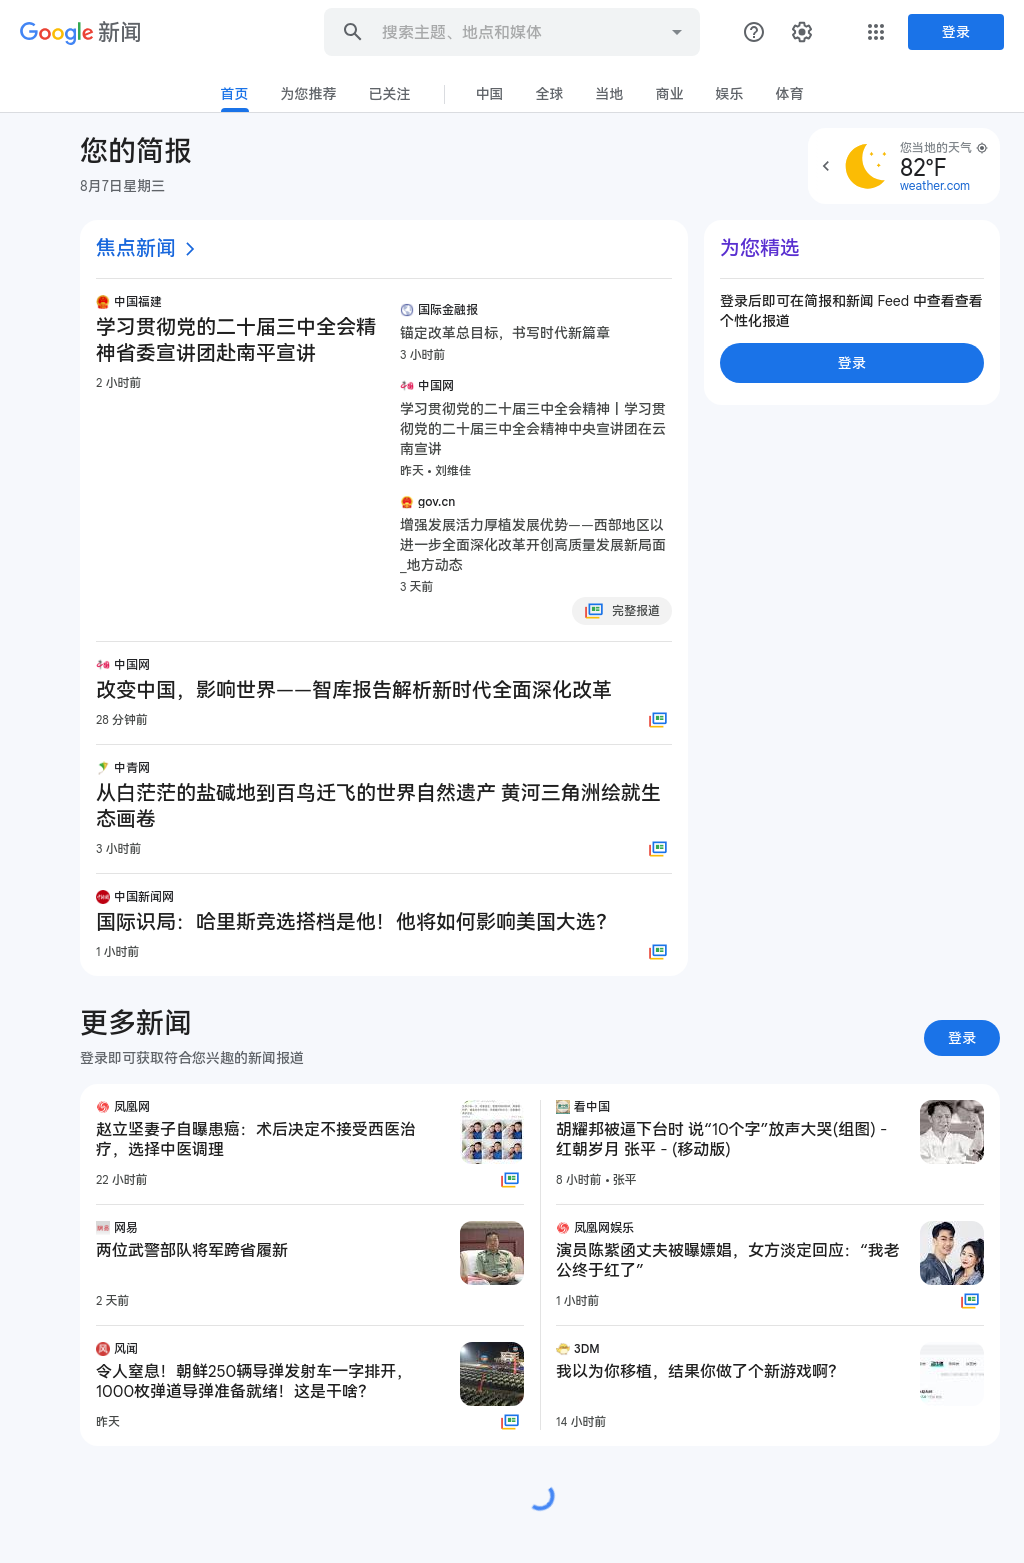 Google 新闻
搜索主题、地点和媒体
登录
首页
为您推荐
已关注
中国
全球
当地
商业
娱乐
体育
您的简报
8月7日星期三
您当地的天气
82°F
weather.com
焦点新闻
中国福建
学习贯彻党的二十届三中全会精
神省委宣讲团赴南平宣讲
2 小时前
国际金融报
锚定改革总目标，书写时代新篇章
3 小时前
中国网
学习贯彻党的二十届三中全会精神丨学习贯
彻党的二十届三中全会精神中央宣讲团在云
南宣讲
昨天 • 刘维佳
gov.cn
增强发展活力厚植发展优势——西部地区以
进一步全面深化改革开创高质量发展新局面
_地方动态
3 天前
完整报道
中国网
改变中国，影响世界——智库报告解析新时代全面深化改革
28 分钟前
中青网
从白茫茫的盐碱地到百鸟迁飞的世界自然遗产 黄河三角洲绘就生
态画卷
3 小时前
中国新闻网
国际识局：哈里斯竞选搭档是他！他将如何影响美国大选？
1 小时前
为您精选
登录后即可在简报和新闻 Feed 中查看查看
个性化报道
登录
更多新闻
登录即可获取符合您兴趣的新闻报道
登录
凤凰网
赵立坚妻子自曝患癌：术后决定不接受西医治
疗，选择中医调理
22 小时前
看中国
胡耀邦被逼下台时 说“10个字”放声大哭(组图) -
红朝岁月 张平 - (移动版)
8 小时前 • 张平
网易
两位武警部队将军跨省履新
2 天前
凤凰网娱乐
演员陈紫函丈夫被曝嫖娼，女方淡定回应：“我老
公终于红了”
1 小时前
风闻
令人窒息！朝鲜250辆导弹发射车一字排开，
1000枚弹道导弹准备就绪！这是干啥？
昨天
3DM
我以为你移植，结果你做了个新游戏啊？
14 小时前